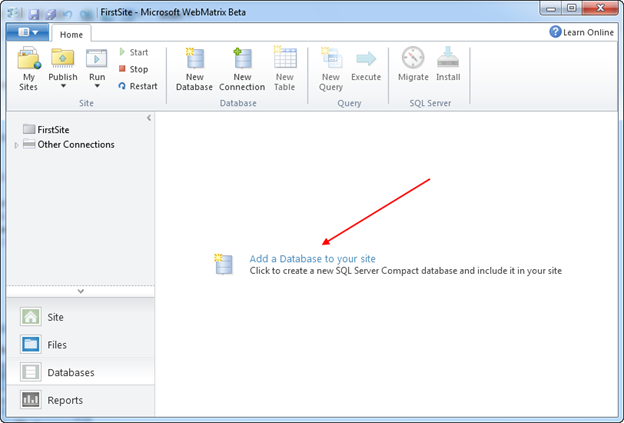 FirstSite - Microsoft WebMatrix Beta
Home
Learn Online
My Sites
Publish
Run
Start
Stop
Restart
Site
New Database
New Connection
New Table
Database
New Query
Execute
Query
Migrate
Install
SQL Server
FirstSite
Other Connections
Add a Database to your site
Click to create a new SQL Server Compact database and include it in your site
Site
Files
Databases
Reports